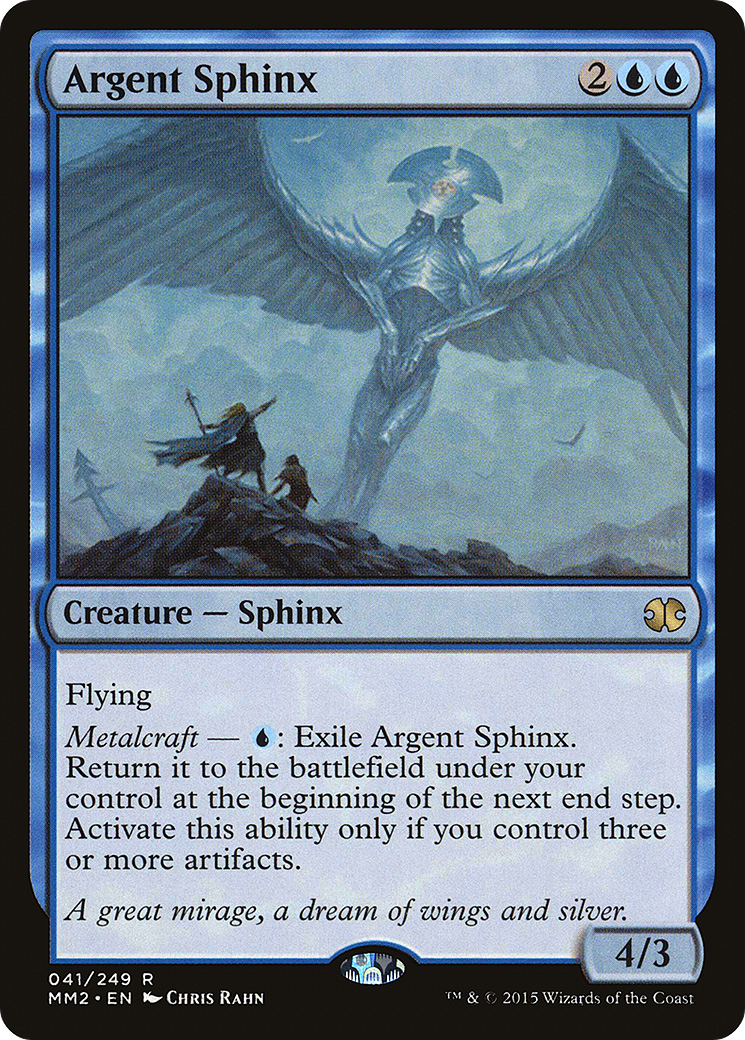 Argent Sphinx 2
Creature — Sphinx
Flying
Metalcraft — : Exile Argent Sphinx.
Return it to the battlefield under your
control at the beginning of the next end step.
Activate this ability only if you control three
or more artifacts.
A great mirage, a dream of wings and silver.
4/3
041/249 R
MM2 • EN Chris Rahn
™ & © 2015 Wizards of the Coast